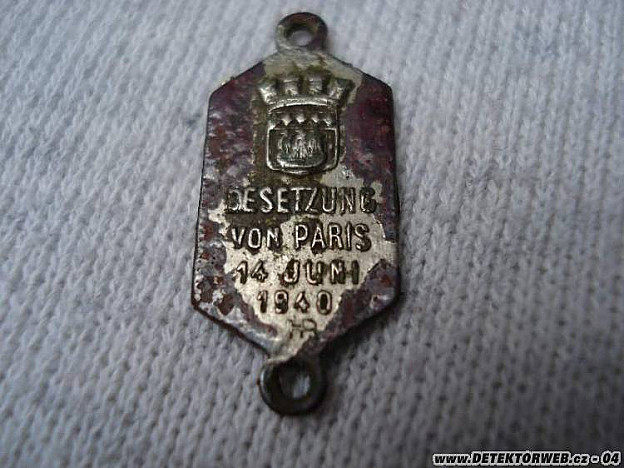 BESETZUNG
VON PARIS
14 JUNI
1940
www.DETEKTORWEB.cz - 04